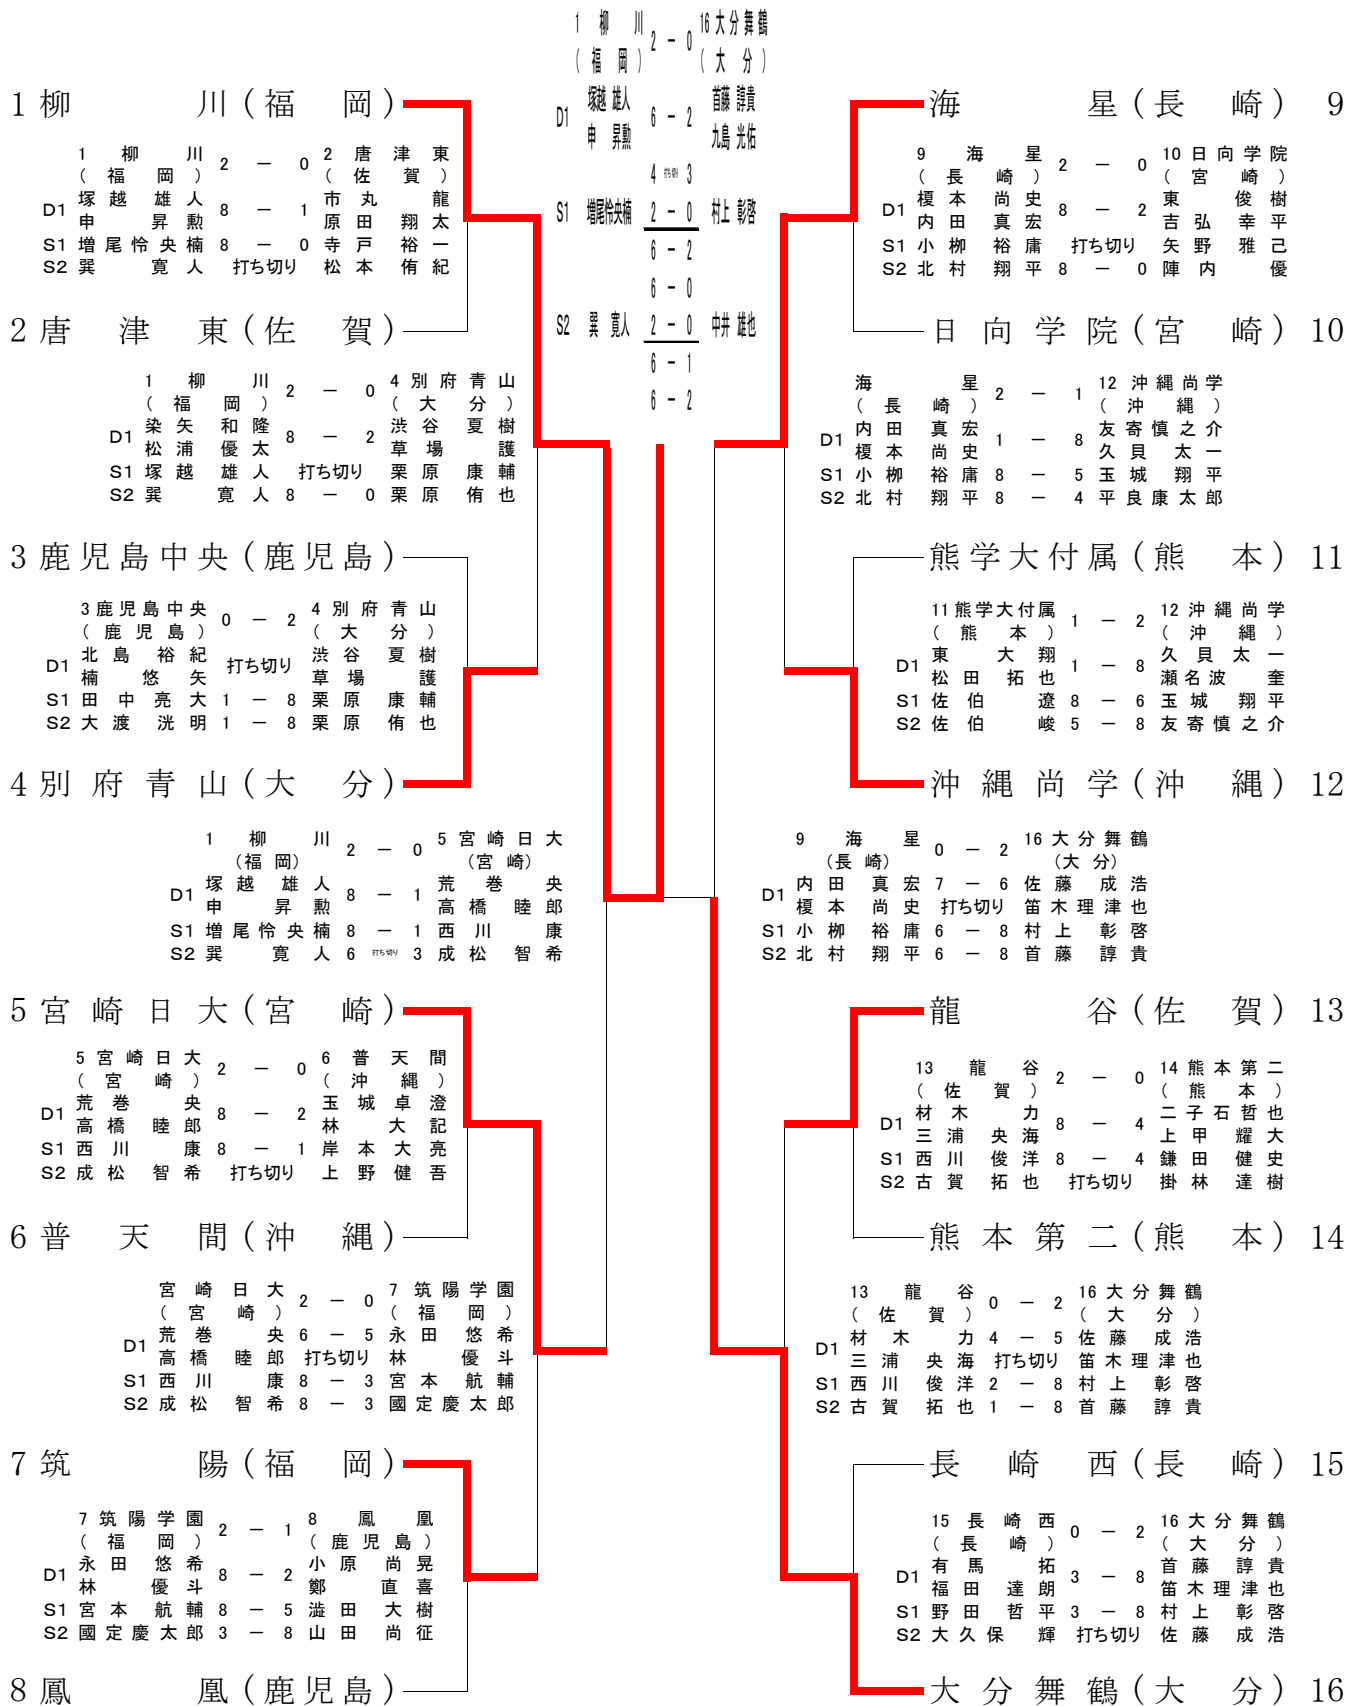 1 柳 川 2 － 0 16 大分舞鶴
( 福 岡 ) ( 大 分 )
D1 塚越 雄人 6 － 2 首藤 諄貴
申 昇勲 九島 光佑
4 打ち切り 3
S1 増尾怜央楠 2 － 0 村上 彰啓
6 － 2
6 － 0
S2 巽 寛人 2 － 0 中井 雄也
6 － 1
6 － 2
1 柳 川 ( 福 岡 )
1 柳 川 2 － 0 2 唐 津 東
( 福 岡 ) ( 佐 賀 )
D1 塚越雄人 8 － 1 市丸 龍
申 昇勲 原田翔太
S1 増尾怜央楠 8 － 0 寺戸裕一
S2 巽 寛人 打ち切り 松本侑紀
2 唐 津 東 ( 佐 賀 )
1 柳 川 2 － 0 4 別府青山
( 福 岡 ) ( 大 分 )
D1 染矢和隆 8 － 2 渋谷夏樹
松浦優太 草場 護
S1 塚越雄人 打ち切り 栗原康輔
S2 巽 寛人 8 － 0 栗原侑也
3 鹿児島中央 ( 鹿児島 )
3 鹿児島中央 0 － 2 4 別府青山
( 鹿児島 ) ( 大 分 )
D1 北島裕紀 打ち切り 渋谷夏樹
楠 悠矢 草場 護
S1 田中亮大 1 － 8 栗原康輔
S2 大渡洸明 1 － 8 栗原侑也
4 別府青山 ( 大 分 )
1 柳 川 2 － 0 5 宮崎日大
(福岡) (宮崎)
D1 塚越雄人 8 － 1 荒巻 央
申 昇勲 高橋睦郎
S1 増尾怜央楠 8 － 1 西川 康
S2 巽 寛人 6 打ち切り 3 成松智希
5 宮崎日大 ( 宮 崎 )
5 宮崎日大 2 － 0 6 普天間
( 宮 崎 ) ( 沖 縄 )
D1 荒巻 央 8 － 2 玉城卓澄
高橋睦郎 林 大記
S1 西川 康 8 － 1 岸本大亮
S2 成松智希 打ち切り 上野健吾
6 普 天 間 ( 沖 縄 )
宮崎日大 2 － 0 7 筑陽学園
( 宮 崎 ) ( 福 岡 )
D1 荒巻 央 6 － 5 永田悠希
高橋睦郎 打ち切り 林 優斗
S1 西川 康 8 － 3 宮本航輔
S2 成松智希 8 － 3 國定慶太郎
7 筑 陽 ( 福 岡 )
7 筑陽学園 2 － 1 8 鳳 凰
( 福 岡 ) ( 鹿児島 )
D1 永田悠希 8 － 2 小原尚晃
林 優斗 鄭 直喜
S1 宮本航輔 8 － 5 澁田大樹
S2 國定慶太郎 3 － 8 山田尚征
8 鳳 凰 ( 鹿児島 )
海 星 ( 長 崎 ) 9
9 海 星 2 － 0 10 日向学院
( 長 崎 ) ( 宮 崎 )
D1 榎本尚史 8 － 2 東 俊樹
内田真宏 吉弘幸平
S1 小栁裕庸 打ち切り 矢野雅己
S2 北村翔平 8 － 0 陣内 優
日向学院 ( 宮 崎 ) 10
海 星 2 － 1 12 沖縄尚学
( 長 崎 ) ( 沖 縄 )
D1 内田真宏 1 － 8 友寄慎之介
榎本尚史 久貝太一
S1 小栁裕庸 8 － 5 玉城翔平
S2 北村翔平 8 － 4 平良康太郎
熊学大付属 ( 熊 本 ) 11
11 熊学大付属 1 － 2 12 沖縄尚学
( 熊 本 ) ( 沖 縄 )
D1 東 大翔 1 － 8 久貝太一
松田拓也 瀬名波 奎
S1 佐伯 遼 8 － 6 玉城翔平
S2 佐伯 峻 5 － 8 友寄慎之介
沖縄尚学 ( 沖 縄 ) 12
9 海 星 0 － 2 16 大分舞鶴
(長崎) (大分)
D1 内田真宏 7 － 6 佐藤成浩
榎本尚史 打ち切り 笛木理津也
S1 小栁裕庸 6 － 8 村上彰啓
S2 北村翔平 6 － 8 首藤諄貴
龍 谷 ( 佐 賀 ) 13
13 龍 谷 2 － 0 14 熊本第二
( 佐 賀 ) ( 熊 本 )
D1 材木 力 8 － 4 二子石哲也
三浦央海 上甲耀大
S1 西川俊洋 8 － 4 鎌田健史
S2 古賀拓也 打ち切り 掛林達樹
熊本第二 ( 熊 本 ) 14
13 龍 谷 0 － 2 16 大分舞鶴
( 佐 賀 ) ( 大 分 )
D1 材木 力 4 － 5 佐藤成浩
三浦央海 打ち切り 笛木理津也
S1 西川俊洋 2 － 8 村上彰啓
S2 古賀拓也 1 － 8 首藤諄貴
長 崎 西 ( 長 崎 ) 15
15 長崎西 0 － 2 16 大分舞鶴
( 長 崎 ) ( 大 分 )
D1 有馬 拓 3 － 8 首藤諄貴
福田達朗 笛木理津也
S1 野田哲平 3 － 8 村上彰啓
S2 大久保 輝 打ち切り 佐藤成浩
大分舞鶴 ( 大 分 ) 16